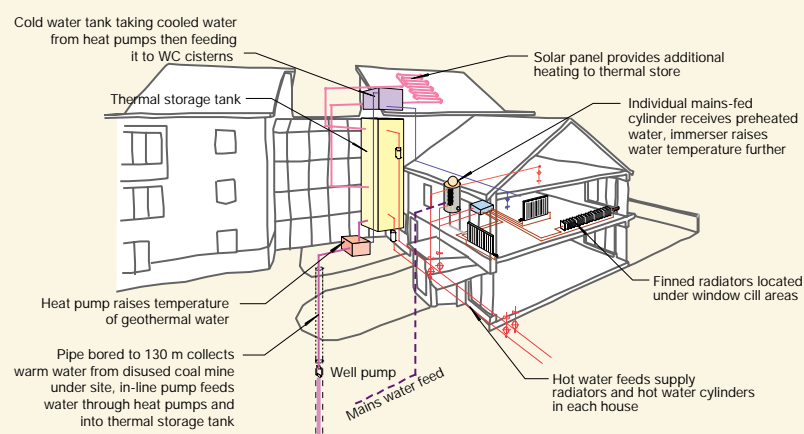 Cold water tank taking cooled water
from heat pumps then feeding
it to WC cisterns
Thermal storage tank
Solar panel provides additional
heating to thermal store
Individual mains-fed
cylinder receives preheated
water, immerser raises
water temperature further
Heat pump raises temperature
of geothermal water
Finned radiators located
under window cill areas
Pipe bored to 130 m collects
warm water from disused coal mine
under site, in-line pump feeds
water through heat pumps and
into thermal storage tank
Well pump
Mains water feed
Hot water feeds supply
radiators and hot water cylinders
in each house